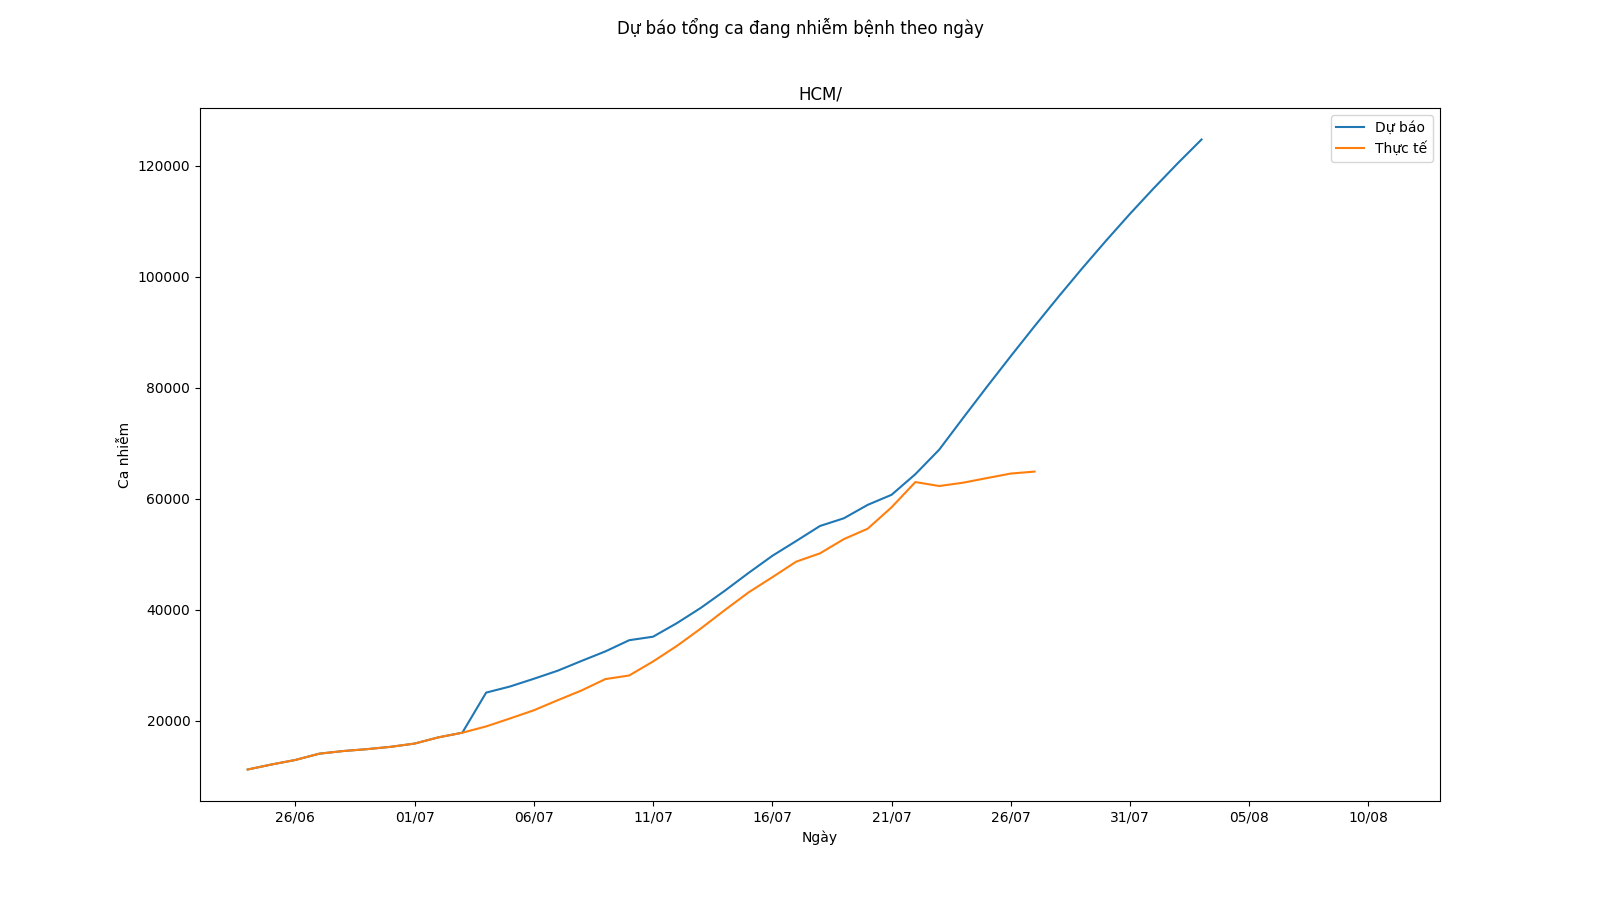 Dự báo tổng ca đang nhiễm bệnh theo ngày
HCM/
Dự báo
Thực tế
120000
100000
80000
60000
40000
20000
Ca nhiễm
26/06 01/07 06/07 11/07 16/07 21/07 26/07 31/07 05/08 10/08
Ngày